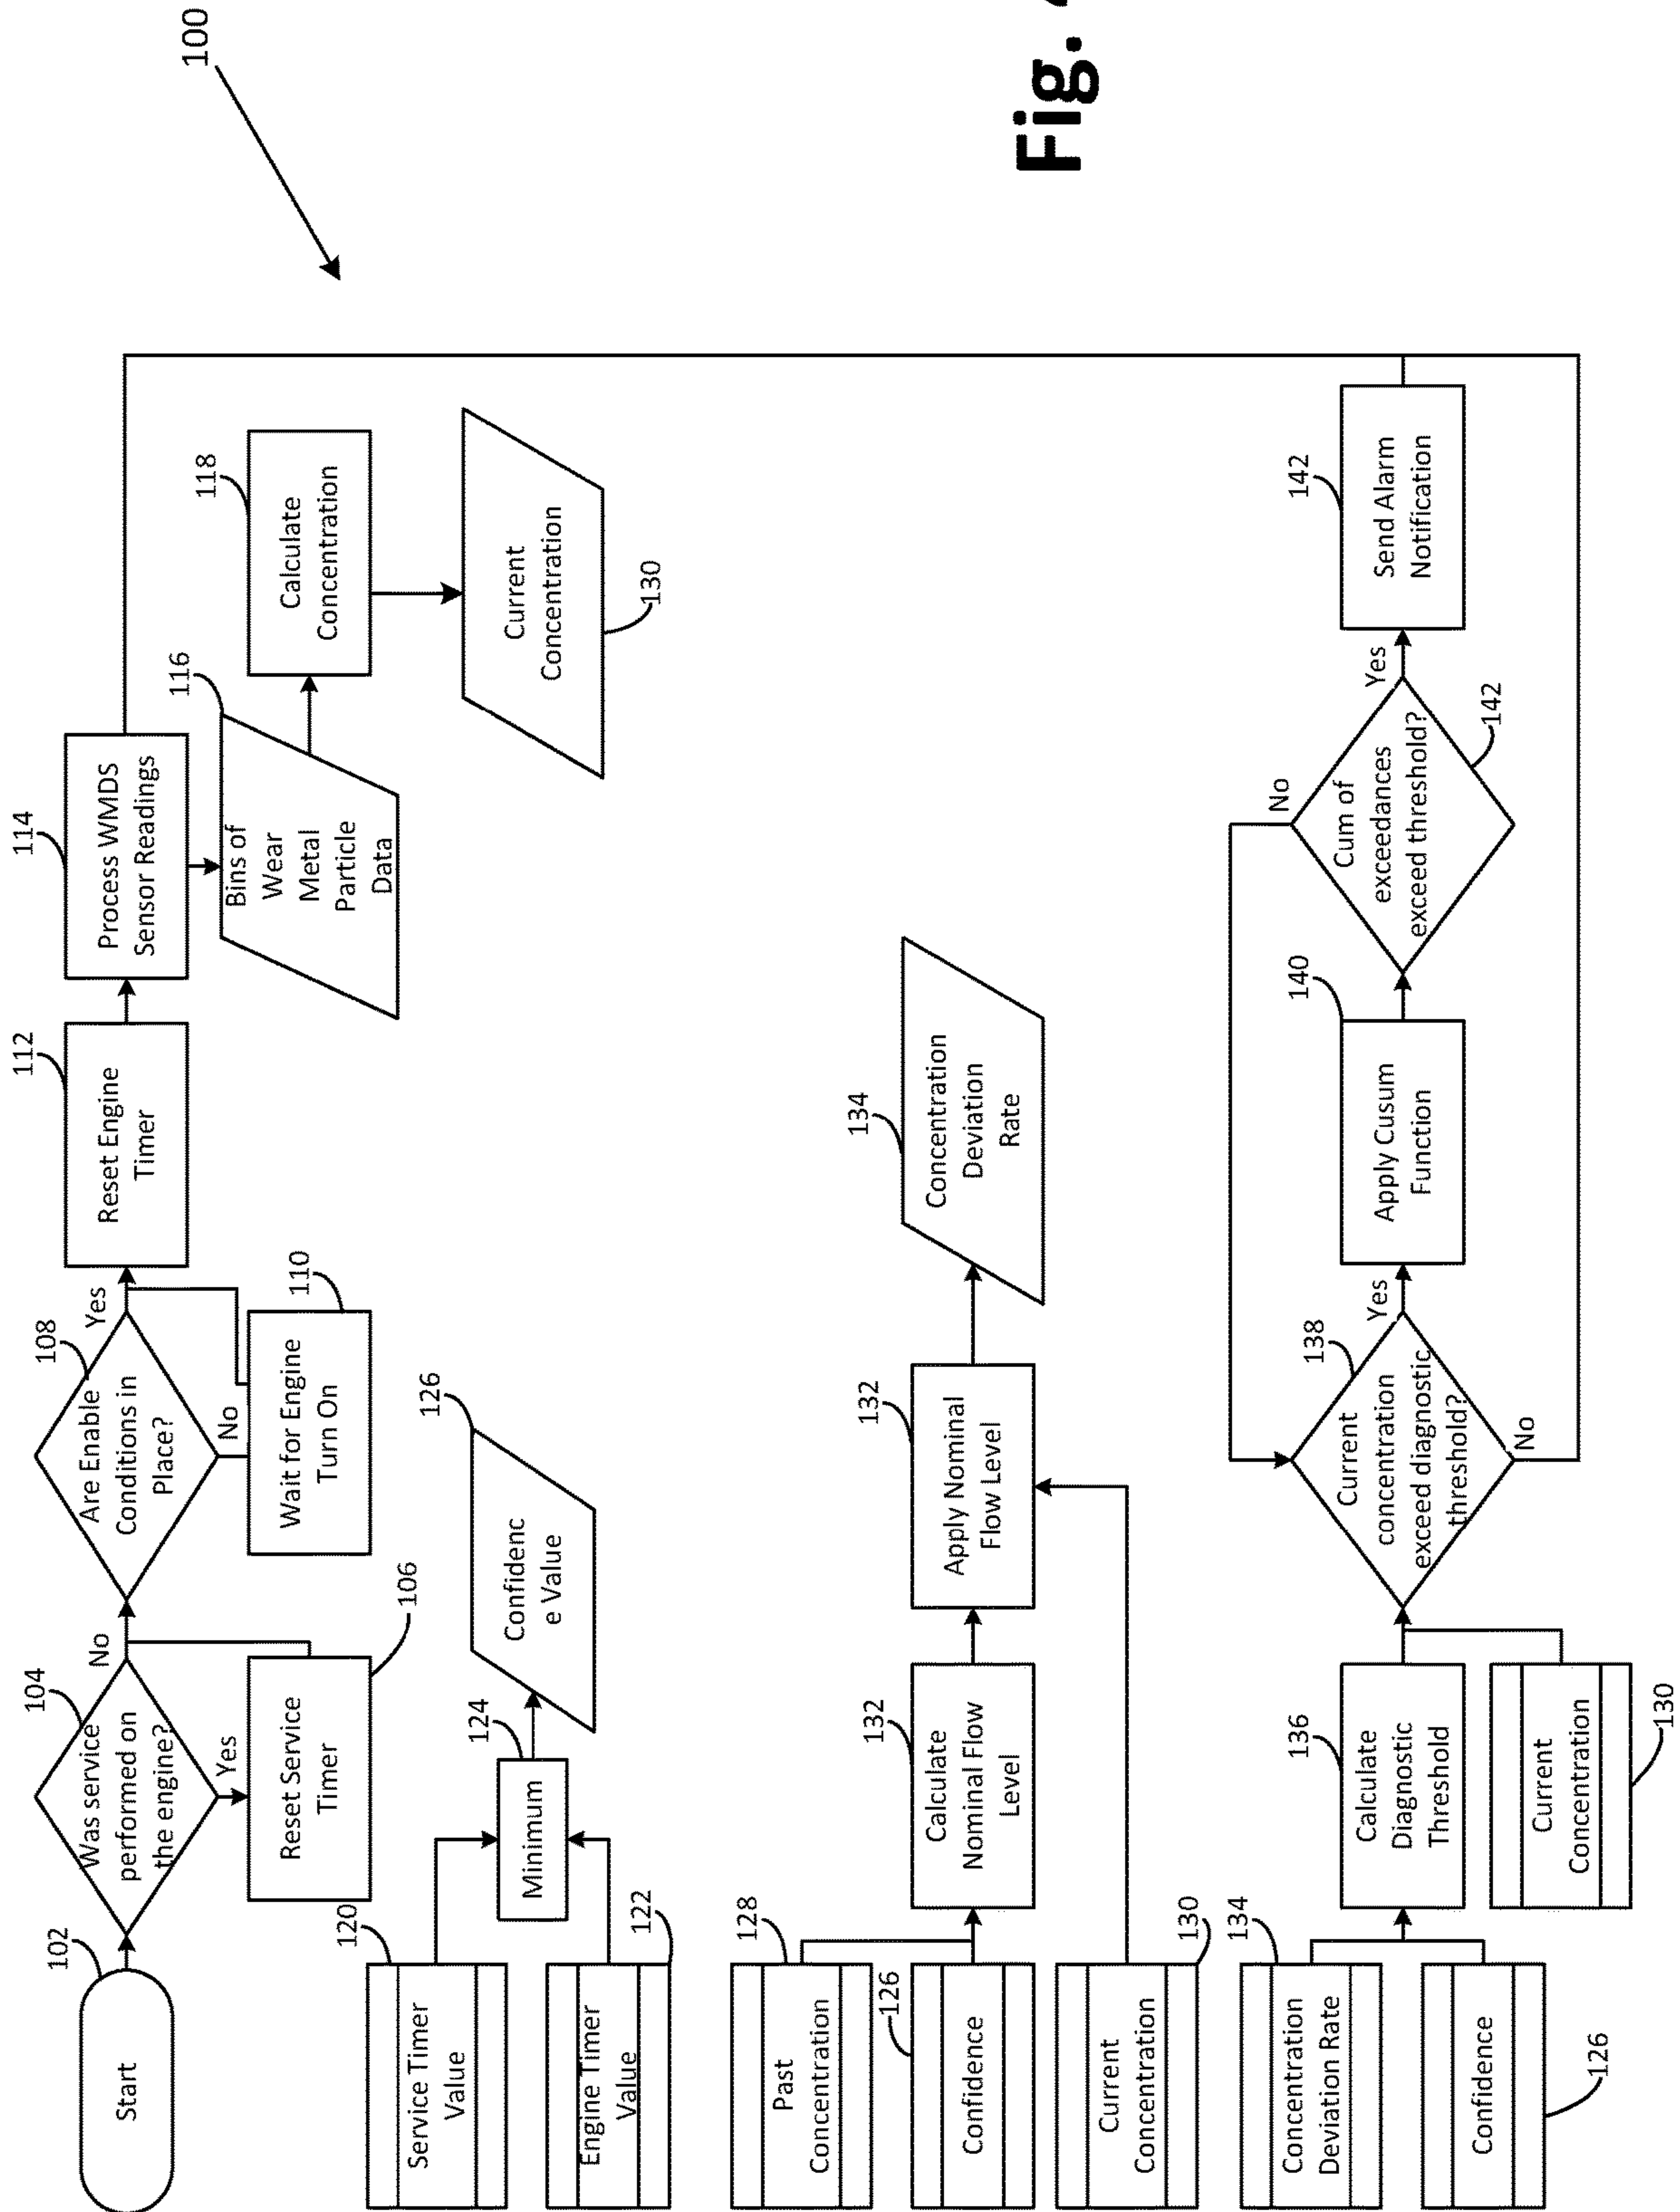 100
102
Start
104
Was service
performed on
the engine?
No
Yes
106
Reset Service
Timer
108
Are Enable
Conditions in
Place?
Yes
No
110
Wait for Engine
Turn On
112
Reset Engine
Timer
114
Process WMDS
Sensor Readings
116
Bins of
Wear
Metal
Particle
Data
118
Calculate
Concentration
Current
Concentration
130
120
Service Timer
Value
Engine Timer
Value
122
124
Minimum
126
Confidenc
e Value
128
Past
Concentration
126
Confidence
Current
Concentration
130
132
Calculate
Nominal Flow
Level
132
Apply Nominal
Flow Level
134
Concentration
Deviation
Rate
134
Concentration
Deviation Rate
Confidence
126
136
Calculate
Diagnostic
Threshold
Current
Concentration
130
138
Current
concentration
exceed diagnostic
threshold?
Yes
No
140
Apply Cusum
Function
Cum of
exceedances
exceed threshold?
142
No
Yes
142
Send Alarm
Notification
Fig.